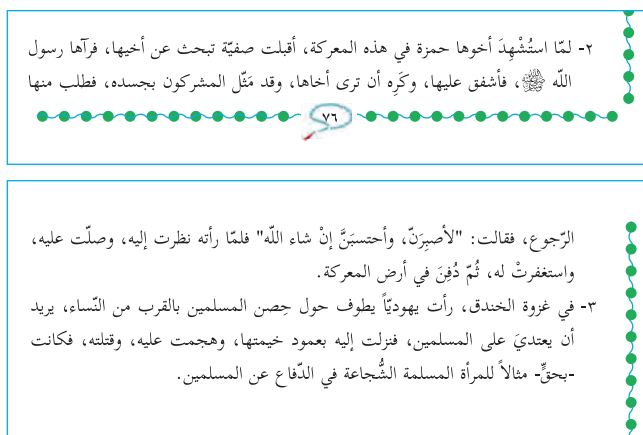 ٢- لمّا استُشْهِدَ أخوها حمزة في هذه المعركة، أقبلت صفيّة تبحث عن أخيها، فرآها رسول
اللّه ﷺ، فأشفق عليها، وكَرِه أن ترى أخاها، وقد مَثّل المشركون بجسده، فطلب منها
٧٦
الرّجوع، فقالت: "لأصبِرَنّ، وأحتسبَنَّ إنْ شاء اللّه" فلمّا رأته نظرت إليه، وصلّت عليه،
واستغفرتْ له، ثُمّ دُفِنَ في أرض المعركة.
٣- في غزوة الخندق، رأت يهوديّاً يطوف حول حِصن المسلمين بالقرب من النّساء، يريد
أن يعتديَ على المسلمين، فنزلت إليه بعمود خيمتها، وهجمت عليه، وقتلته، فكانت
-بحقٍّ- مثالاً للمرأة المسلمة الشُّجاعة في الدّفاع عن المسلمين.